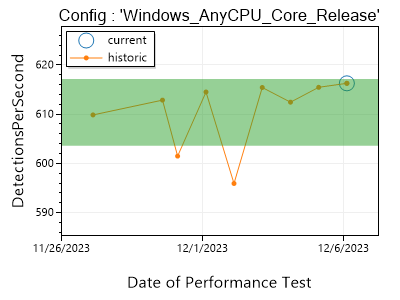 Config : 'Windows_AnyCPU_Core_Release'
current
historic
DetectionsPerSecond
620
610
600
590
11/26/2023 12/1/2023 12/6/2023
Date of Performance Test